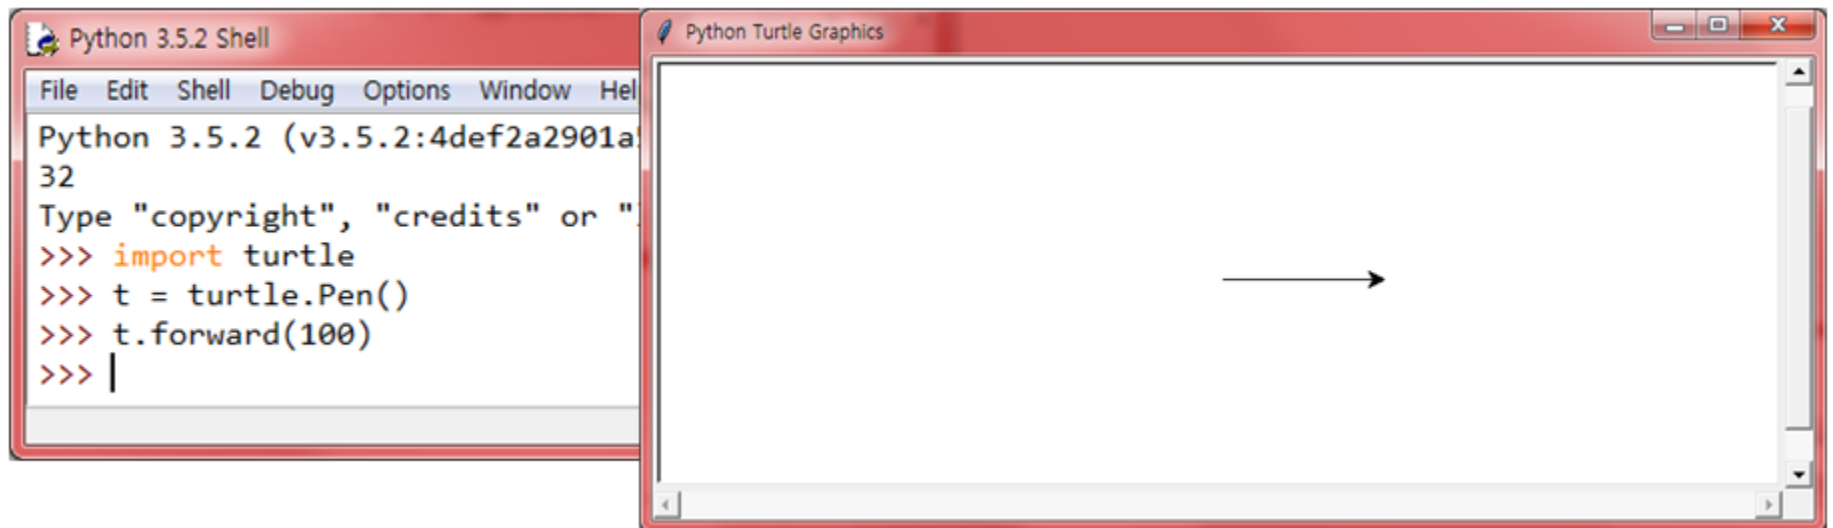 Python 3.5.2 Shell
File Edit Shell Debug Options Window Hel
Python 3.5.2 (v3.5.2:4def2a2901a
32
Type "copyright", "credits" or "
>>> import turtle
>>> t = turtle.Pen()
>>> t.forward(100)
>>>
Python Turtle Graphics